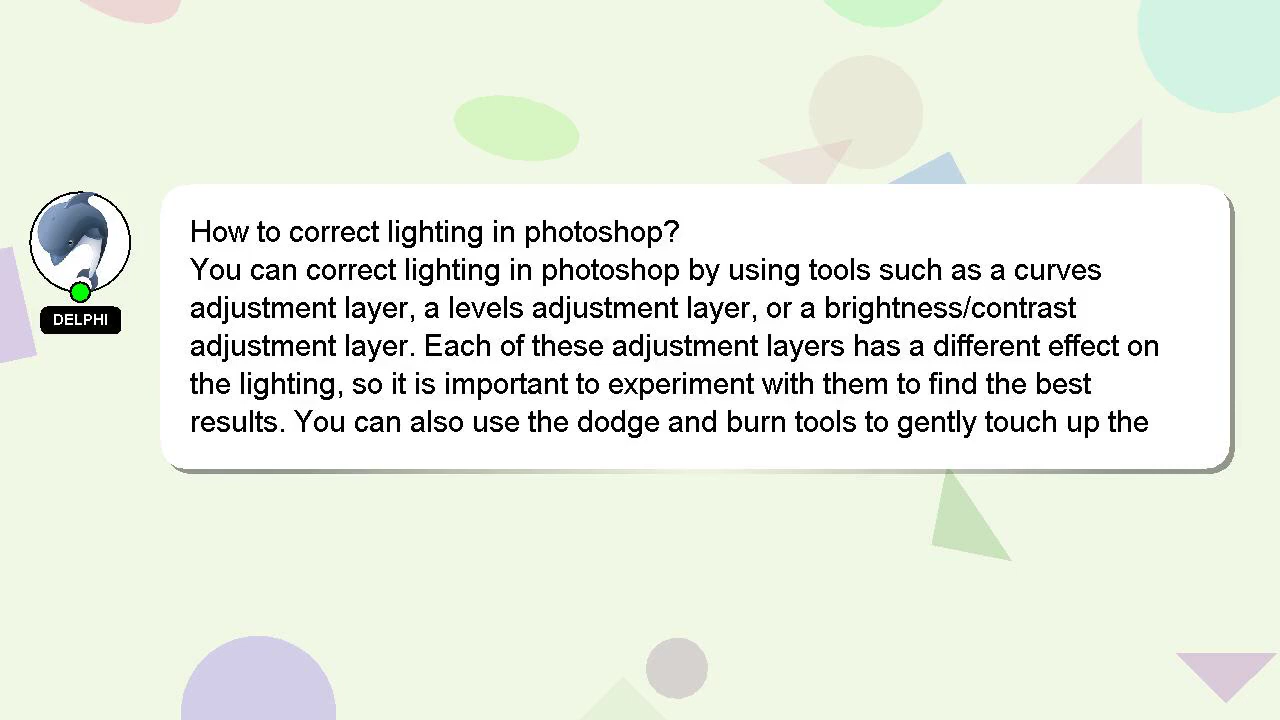 How to correct lighting in photoshop?
You can correct lighting in photoshop by using tools such as a curves
adjustment layer, a levels adjustment layer, or a brightness/contrast
adjustment layer. Each of these adjustment layers has a different effect on
the lighting, so it is important to experiment with them to find the best
results. You can also use the dodge and burn tools to gently touch up the
DELPHI